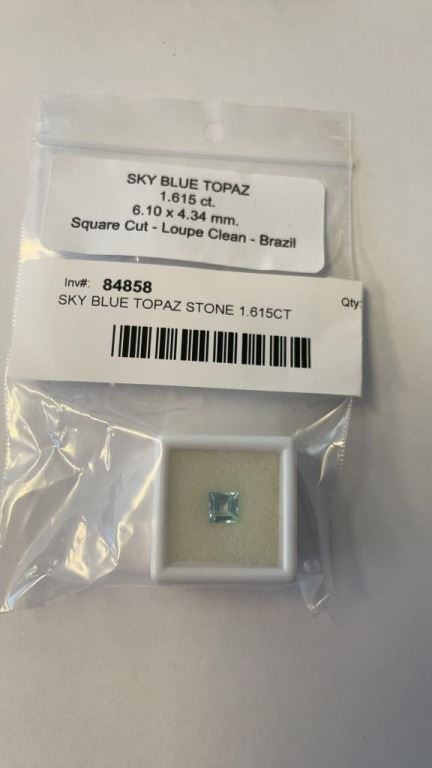 SKY BLUE TOPAZ
1.615 ct.
6.10 x 4.34 mm.
Square Cut - Loupe Clean - Brazil
Inv#: 84858 Qty:
SKY BLUE TOPAZ STONE 1.615CT